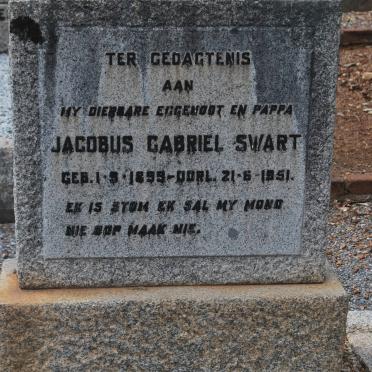 TER GEDAGTENIS
AAN
MY DIERBARE EGGENOOT EN PAPPA
JACOBUS GABRIEL SWART
GEB. 1-9-1899-OORL. 21-6-1951.
EK IS STOM EK SAL MY MOND
NIE OOP MAAK NIE.